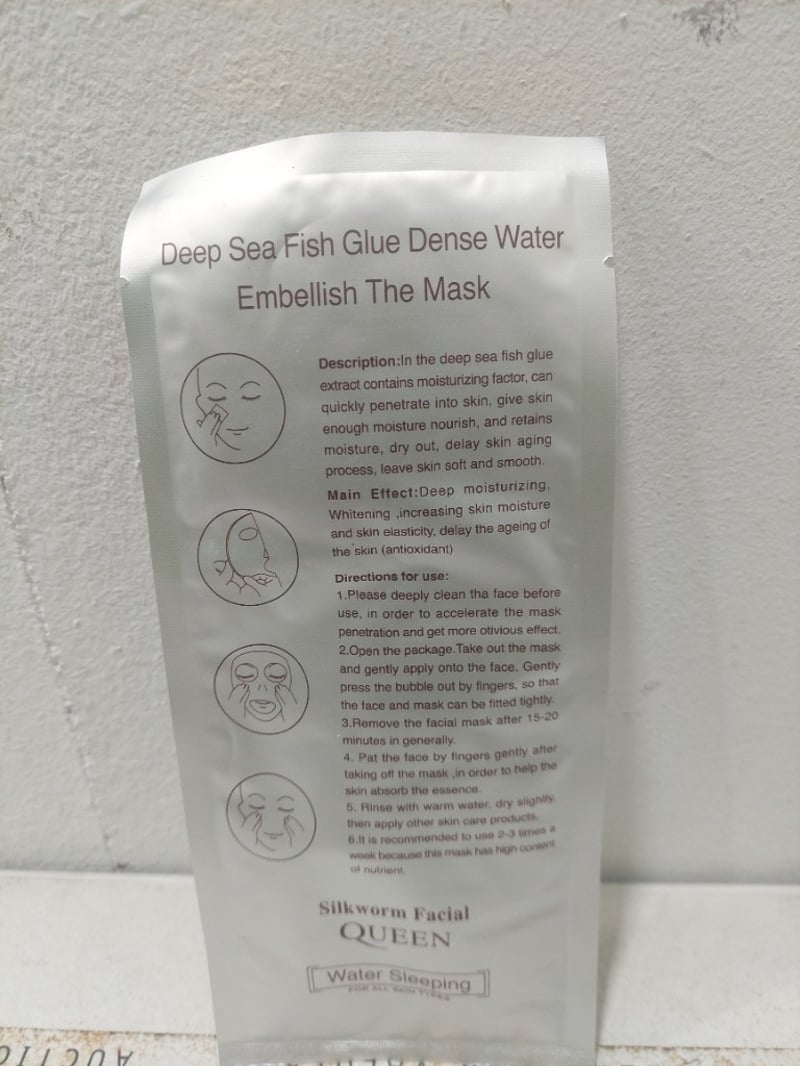 Deep Sea Fish Glue Dense Water
Embellish The Mask
Description:In the deep sea fish glue
extract contains moisturizing factor, can
quickly penetrate into skin, give skin
enough moisture nourish, and retains
moisture, dry out, delay skin aging
process, leave skin soft and smooth.
Main Effect:Deep moisturizing,
Whitening ,increasing skin moisture
and skin elasticity, delay the ageing of
the skin (antioxidant)
Directions for use:
1.Please deeply clean tha face before
use, in order to accelerate the mask
penetration and get more otivious effect.
2.Open the package.Take out the mask
and gently apply onto the face. Gently
press the bubble out by fingers, so that
the face and mask can be fitted tightly.
3.Remove the facial mask after 15-20
minutes in generally.
4. Pat the face by fingers gently after
taking off the mask ,in order to help the
skin absorb the essence.
5. Rinse with warm water, dry slightly,
then apply other skin care products.
6.It is recommended to use 2-3 times a
week because this mask has high content
of nutrient.
Silkworm Facial
QUEEN
Water Sleeping
FOR ALL SKIN TYPES
AUCTIO